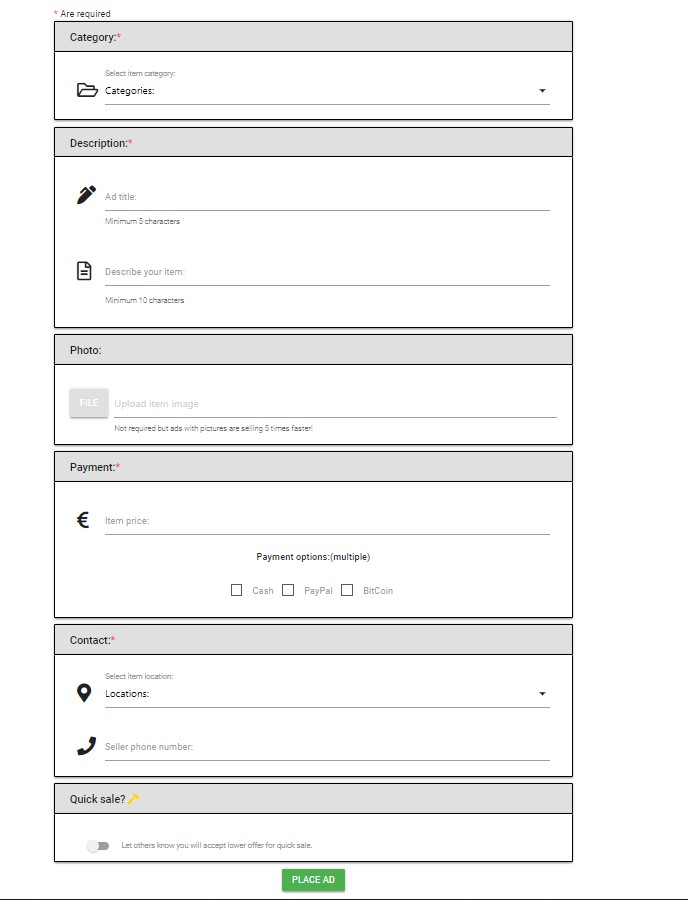 * Are required
Category:*
Select item category:
Categories:
Description:*
Ad title:
Minimum 5 characters
Describe your item:
Minimum 10 characters
Photo:
FILE Upload item image
Not required but ads with pictures are selling 5 times faster!
Payment:*
€ Item price:
Payment options:(multiple)
Cash PayPal BitCoin
Contact:*
Select item location:
Locations:
Seller phone number:
Quick sale?
Let others know you will accept lower offer for quick sale.
PLACE AD